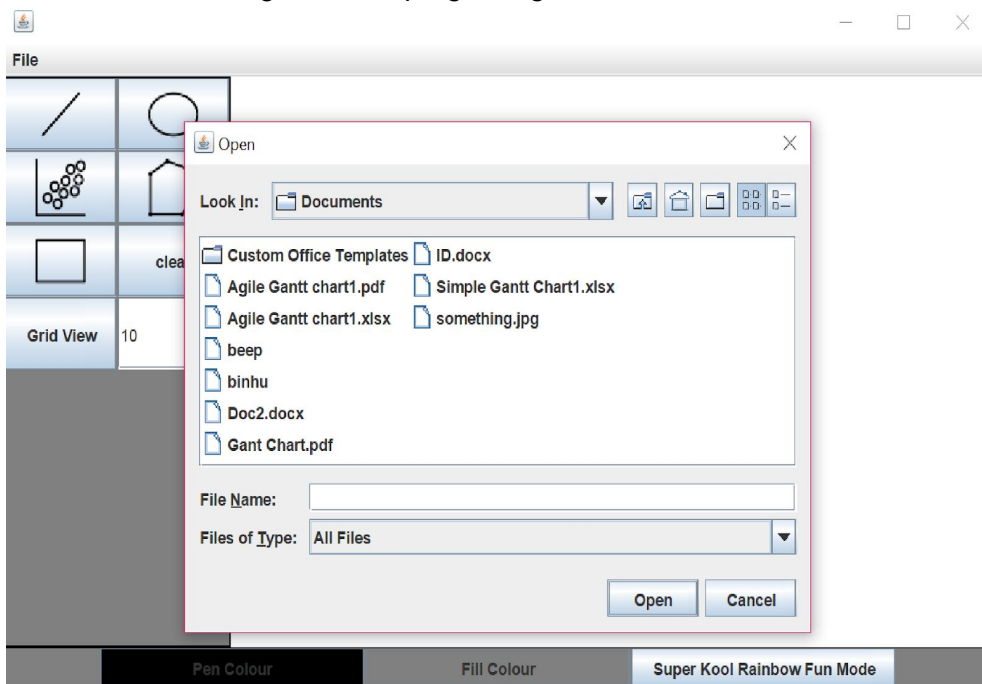 File
Open
Look In: Documents
Custom Office Templates ID.docx
Agile Gantt chart1.pdf Simple Gantt Chart1.xlsx
Agile Gantt chart1.xlsx something.jpg
beep
binhu
Doc2.docx
Gant Chart.pdf
clea
Grid View 10
File Name:
Files of Type: All Files
Open Cancel
Pen Colour Fill Colour Super Kool Rainbow Fun Mode